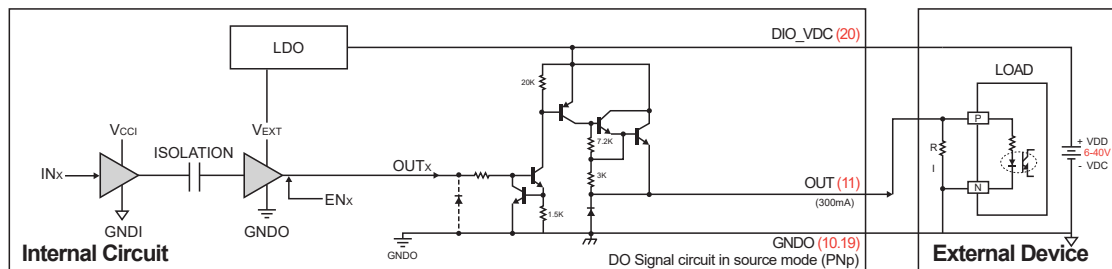 DIO_VDC (20)
LDO
LOAD
20K
VCCI
VEXT
P
ISOLATION
7.2K
R
+ VDD
6-40V
- VDC
INX
OUTX
3K
OUT (11)
I
N
ENX
(300mA)
1.5K
GNDI
GNDO
GNDO
GNDO (10.19)
Internal Circuit
DO Signal circuit in source mode (PNp)
External Device